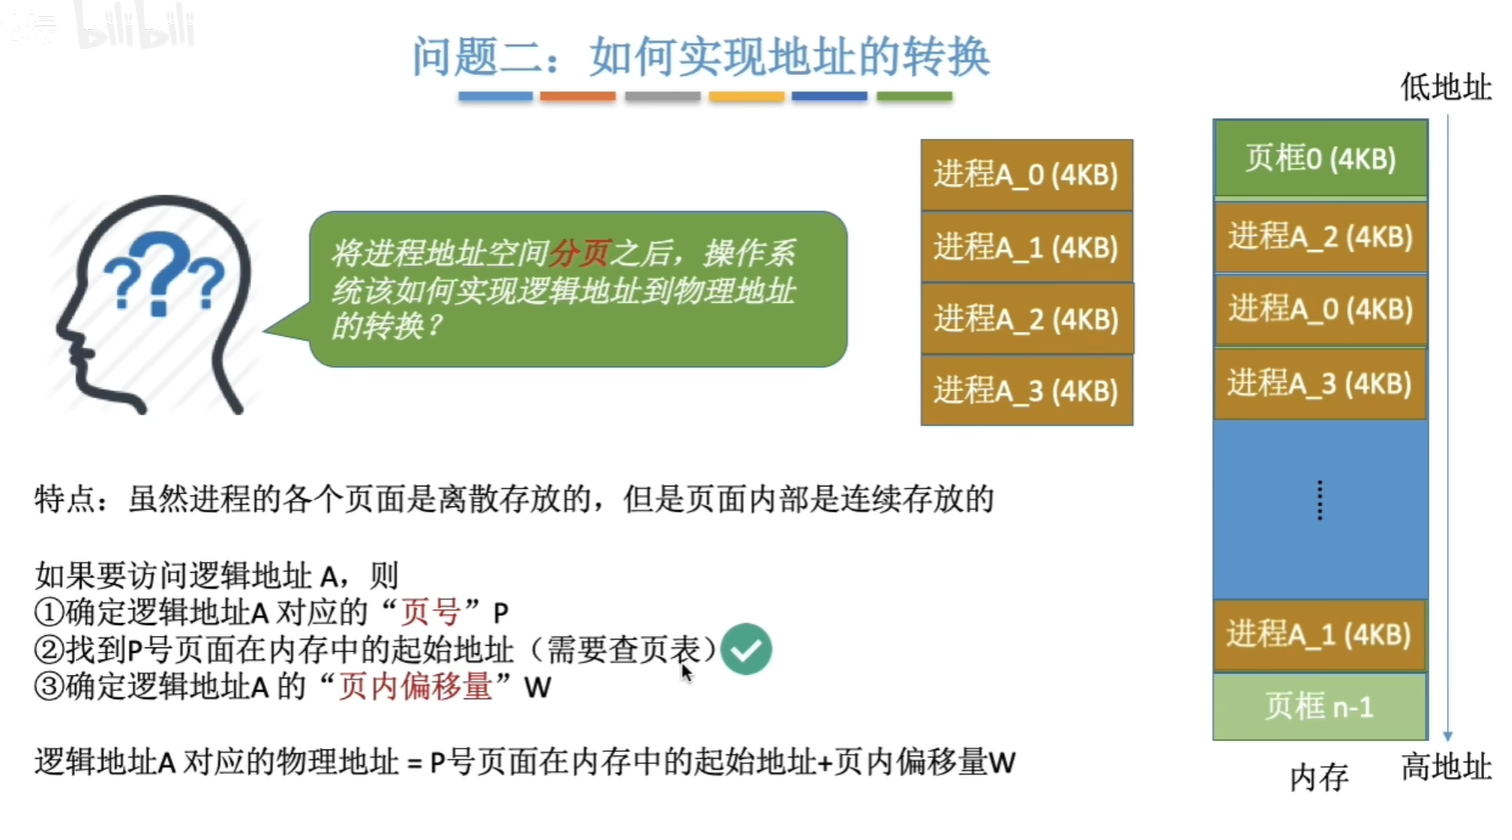 bilibili
问题二：如何实现地址的转换
低地址
将进程地址空间分页之后，操作系
统该如何实现逻辑地址到物理地址
的转换？
???
进程A_0 (4KB)
进程A_1 (4KB)
进程A_2 (4KB)
进程A_3 (4KB)
页框0 (4KB)
进程A_2 (4KB)
进程A_0 (4KB)
进程A_3 (4KB)
进程A_1 (4KB)
页框 n-1
内存
高地址
特点：虽然进程的各个页面是离散存放的，但是页面内部是连续存放的
如果要访问逻辑地址 A，则
①确定逻辑地址A 对应的“页号”P
②找到P号页面在内存中的起始地址（需要查页表）
③确定逻辑地址A 的“页内偏移量”W
逻辑地址A 对应的物理地址 = P号页面在内存中的起始地址+页内偏移量W